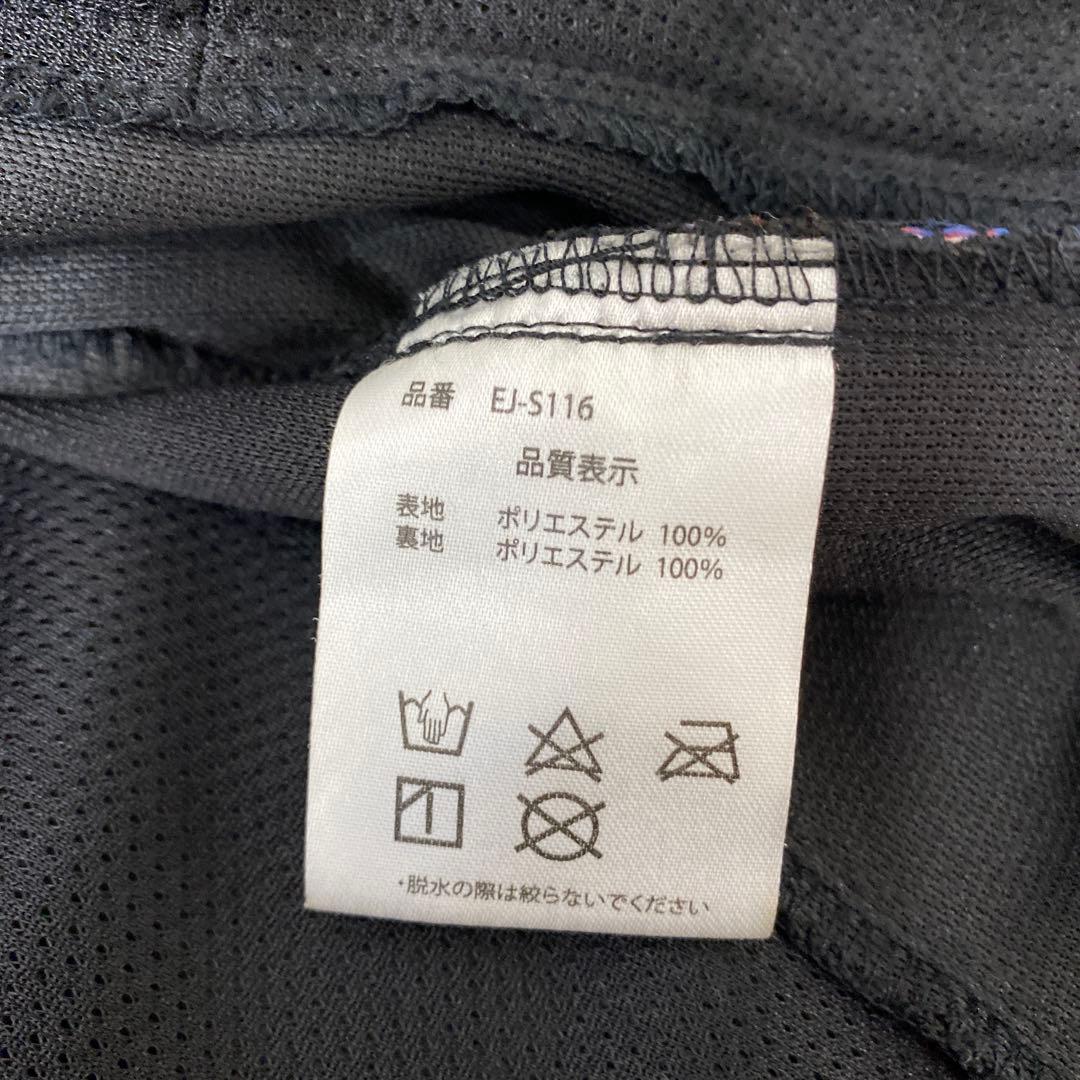 品番 EJ-S116
品質表示
表地 ポリエステル 100%
裏地 ポリエステル 100%
・脱水の際は絞らないでください